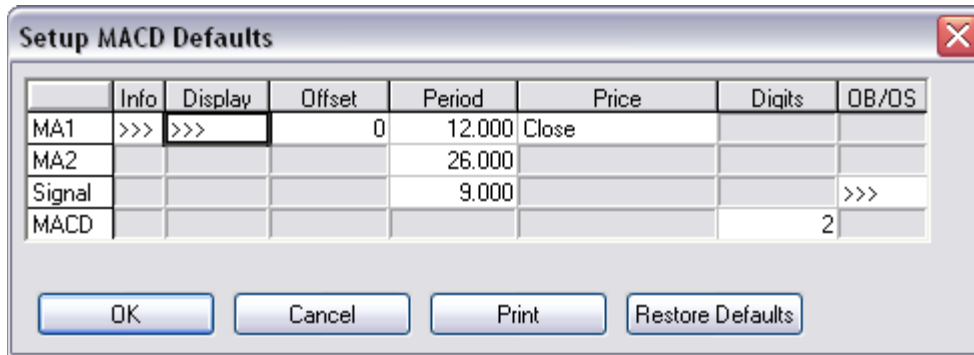 Setup MACD Defaults
Info Display Offset Period Price Digits OB/OS
MA1 >>> >>> 0 12.000 Close
MA2 26.000
Signal 9.000 >>>
MACD 2
OK Cancel Print Restore Defaults